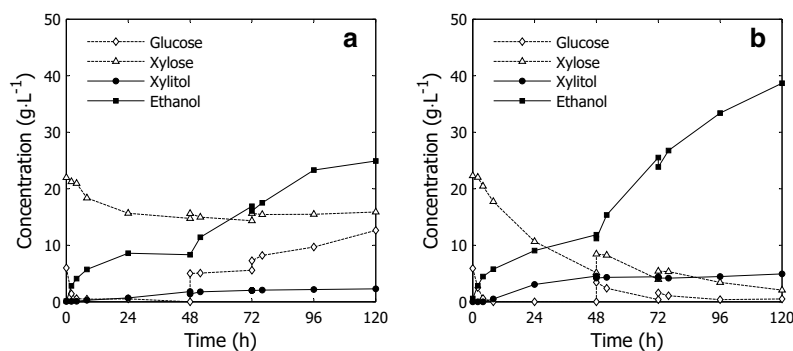 50
40
30
20
10
0
Concentration (g·L⁻¹)
a
Glucose
Xylose
Xylitol
Ethanol
0 24 48 72 96 120
Time (h)
50
40
30
20
10
0
Concentration (g·L⁻¹)
b
Glucose
Xylose
Xylitol
Ethanol
0 24 48 72 96 120
Time (h)